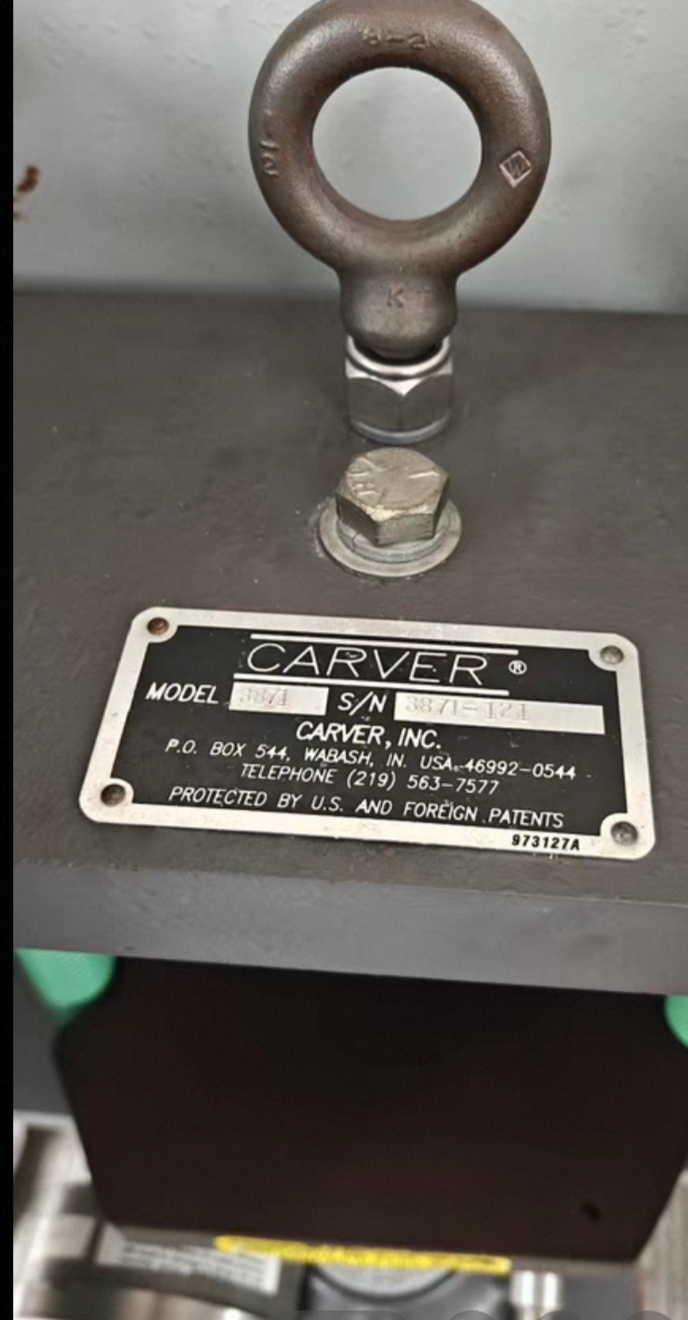 K
CARVER ®
MODEL 3871 S/N 3871-121
CARVER, INC.
P.O. BOX 544, WABASH, IN. USA. 46992-0544
TELEPHONE (219) 563-7577
PROTECTED BY U.S. AND FOREIGN PATENTS
973127A